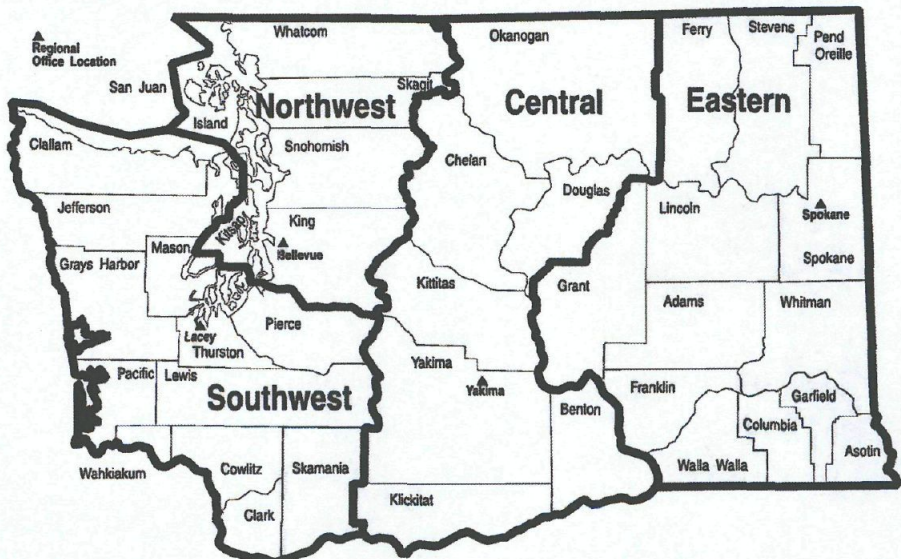 Regional
Office Location
San Juan
Whatcom
Skagit
Northwest
Island
Snohomish
King
Kitsap
Bellevue
Okanogan
Central
Chelan
Douglas
Kittitas
Yakima
Yakima
Benton
Klickitat
Ferry
Stevens
Pend
Oreille
Eastern
Lincoln
Spokane
Spokane
Grant
Adams
Whitman
Franklin
Garfield
Columbia
Walla Walla
Asotin
Clallam
Jefferson
Mason
Grays Harbor
Lacey
Thurston
Pierce
Pacific
Lewis
Southwest
Wahkiakum
Cowlitz
Skamania
Clark